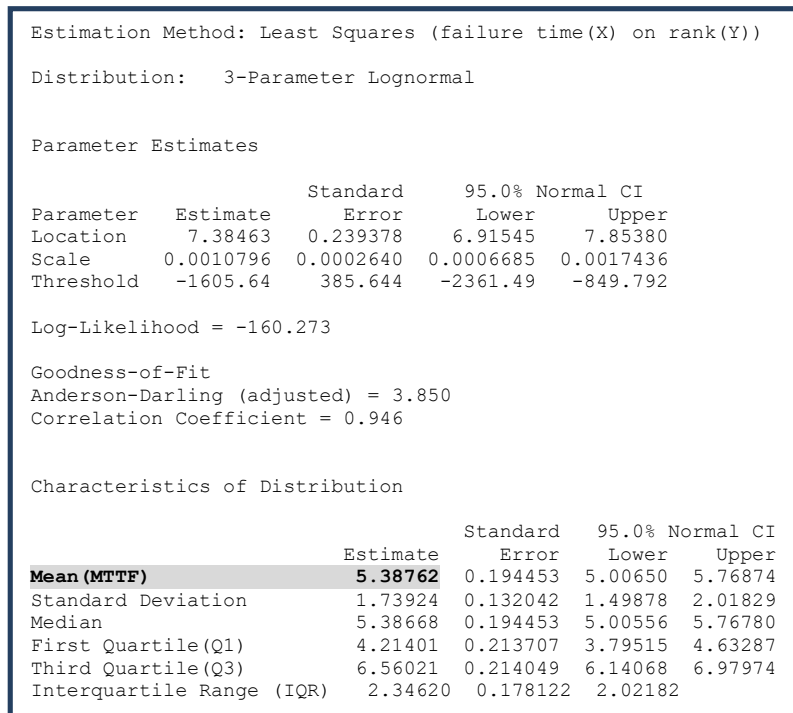 Estimation Method: Least Squares (failure time(X) on rank(Y))
Distribution:   3-Parameter Lognormal
Parameter Estimates
Standard     95.0% Normal CI
Parameter   Estimate      Error      Lower      Upper
Location     7.38463   0.239378    6.91545    7.85380
Scale      0.0010796  0.0002640  0.0006685  0.0017436
Threshold   -1605.64    385.644   -2361.49   -849.792
Log-Likelihood = -160.273
Goodness-of-Fit
Anderson-Darling (adjusted) = 3.850
Correlation Coefficient = 0.946
Characteristics of Distribution
Standard   95.0% Normal CI
Estimate     Error    Lower    Upper
Mean(MTTF)                    5.38762  0.194453  5.00650  5.76874
Standard Deviation            1.73924  0.132042  1.49878  2.01829
Median                        5.38668  0.194453  5.00556  5.76780
First Quartile(Q1)            4.21401  0.213707  3.79515  4.63287
Third Quartile(Q3)            6.56021  0.214049  6.14068  6.97974
Interquartile Range (IQR)    2.34620  0.178122  2.02182